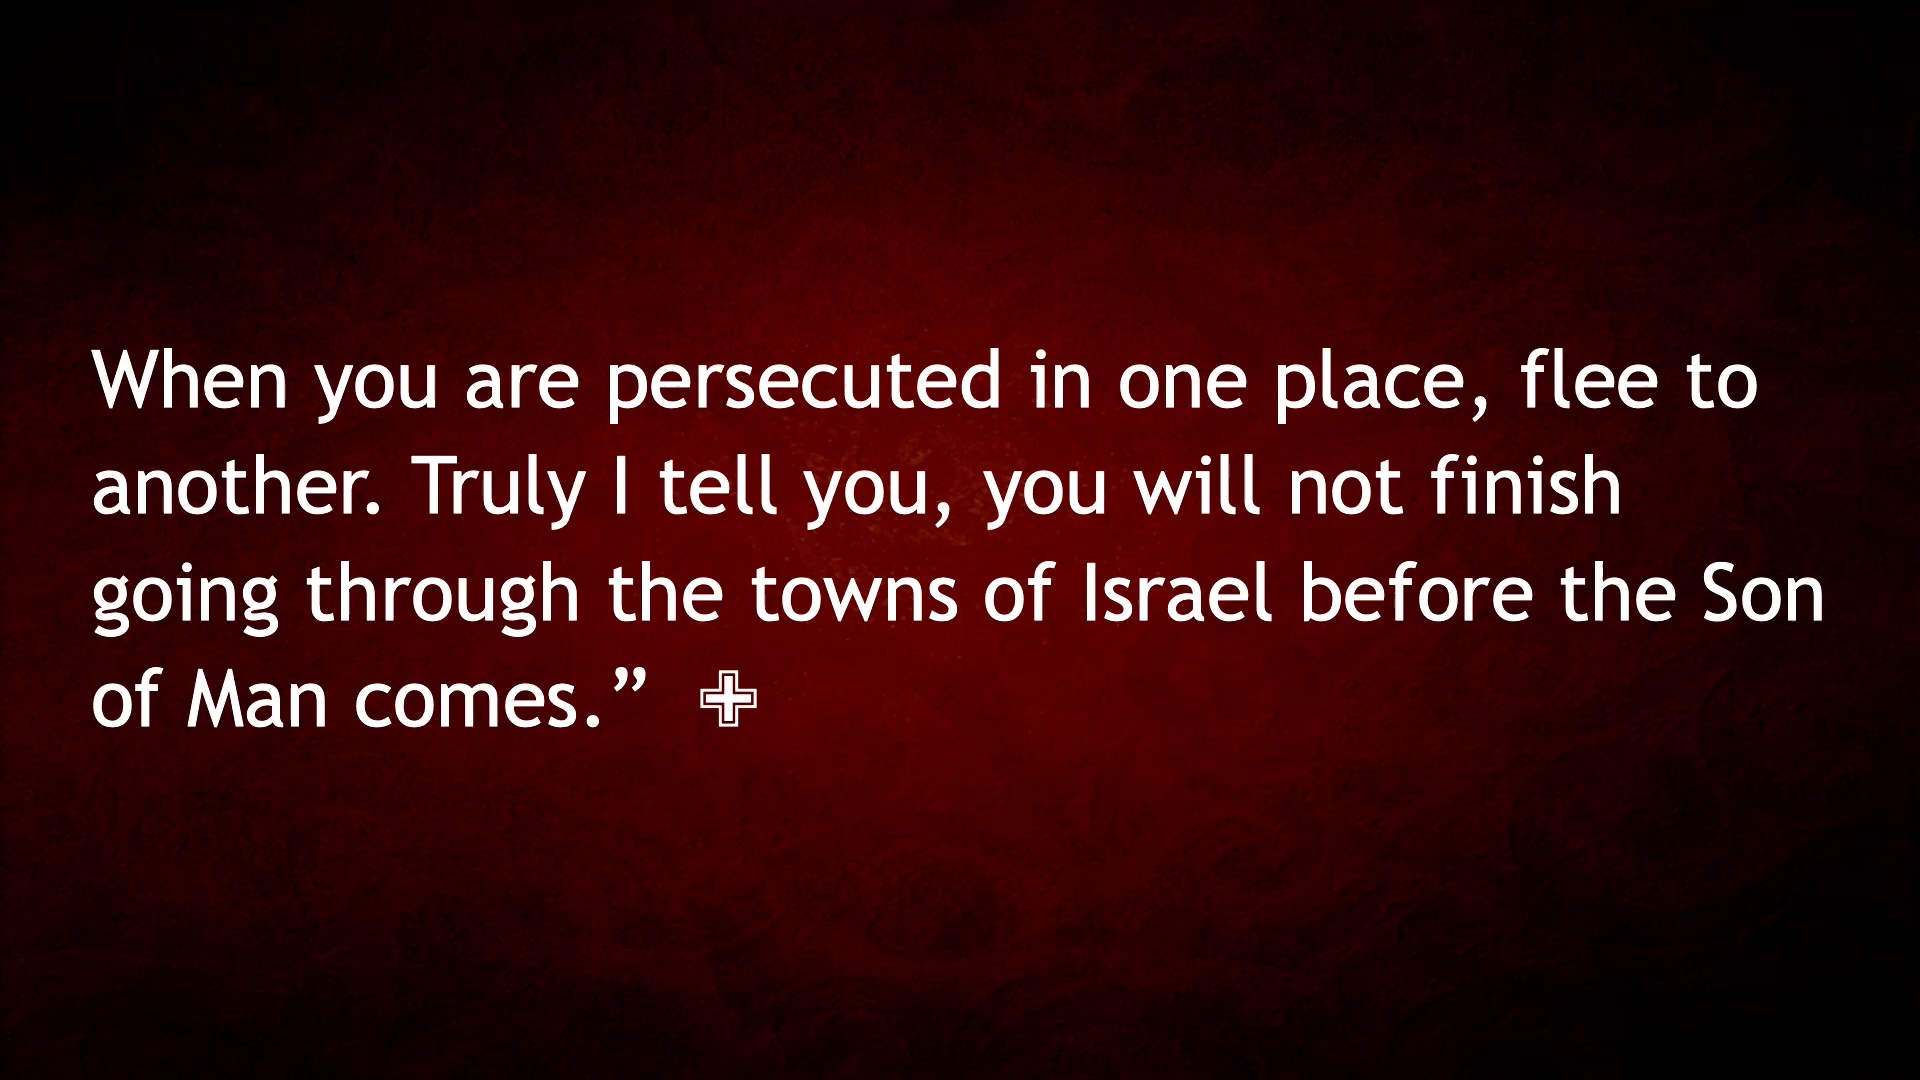 When you are persecuted in one place, flee to
another. Truly I tell you, you will not finish
going through the towns of Israel before the Son
of Man comes.” ✙